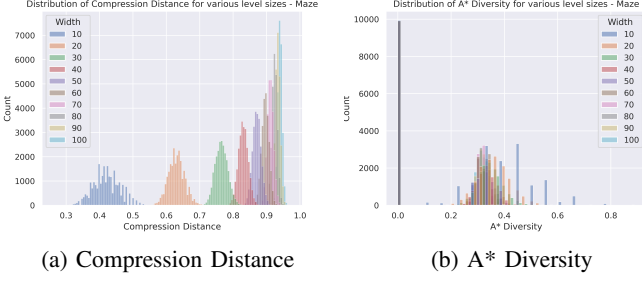 Distribution of Compression Distance for various level sizes - Maze
Width
10
20
30
40
50
60
70
80
90
100
7000
6000
5000
4000
3000
2000
1000
0
Count
0.3 0.4 0.5 0.6 0.7 0.8 0.9 1.0
Compression Distance
(a) Compression Distance
Distribution of A* Diversity for various level sizes - Maze
Width
10
20
30
40
50
60
70
80
90
100
10000
8000
6000
4000
2000
0
Count
0.0 0.2 0.4 0.6 0.8
A* Diversity
(b) A* Diversity